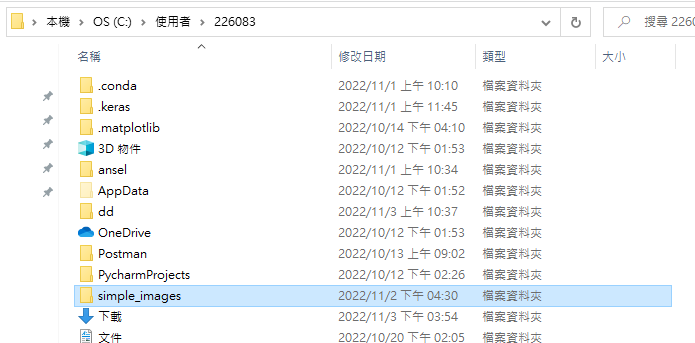 本機 › OS (C:) › 使用者 › 226083 搜尋 226
名稱 修改日期 類型 大小
.conda 2022/11/1 上午 10:10 檔案資料夾
.keras 2022/11/1 上午 11:45 檔案資料夾
.matplotlib 2022/10/14 下午 04:10 檔案資料夾
3D 物件 2022/10/12 下午 01:53 檔案資料夾
ansel 2022/11/1 上午 10:34 檔案資料夾
AppData 2022/10/12 下午 01:52 檔案資料夾
dd 2022/11/3 上午 10:37 檔案資料夾
OneDrive 2022/10/12 下午 01:53 檔案資料夾
Postman 2022/10/13 上午 09:02 檔案資料夾
PycharmProjects 2022/10/12 下午 02:26 檔案資料夾
simple_images 2022/11/2 下午 04:30 檔案資料夾
下載 2022/11/3 下午 03:54 檔案資料夾
文件 2022/10/20 下午 02:05 檔案資料夾